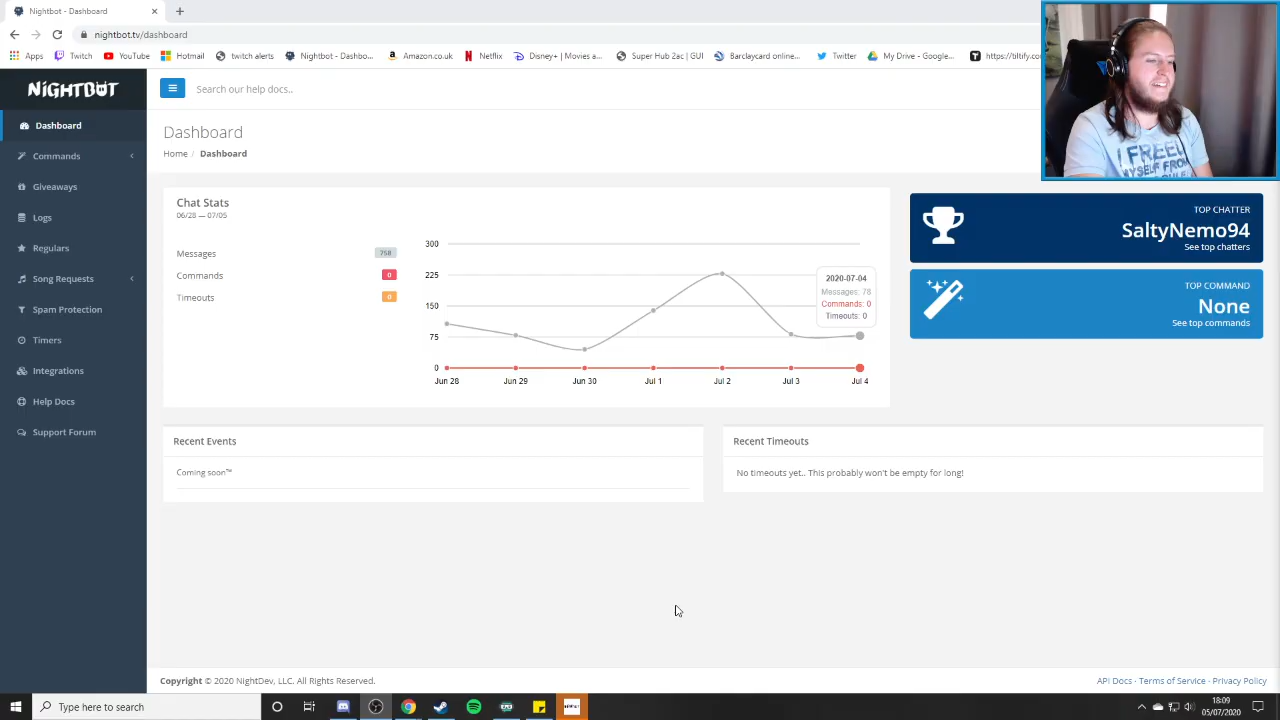 Nightbot - Dashboard
nightbot.tv/dashboard
Apps
Twitch
YouTube
Hotmail
twitch alerts
Nightbot - Dashbo...
Amazon.co.uk
Netflix
Disney+ | Movies a...
Super Hub 2ac | GUI
Barclaycard online...
Twitter
My Drive - Google...
https://tiltify.co
NiGHTBOT
Search our help docs..
Dashboard
Commands
Giveaways
Logs
Regulars
Song Requests
Spam Protection
Timers
Integrations
Help Docs
Support Forum
Dashboard
Home / Dashboard
Chat Stats
06/28 — 07/05
Messages 758
Commands 0
Timeouts 0
300
225
150
75
0
Jun 28 Jun 29 Jun 30 Jul 1 Jul 2 Jul 3 Jul 4
2020-07-04
Messages: 78
Commands: 0
Timeouts: 0
TOP CHATTER
SaltyNemo94
See top chatters
TOP COMMAND
None
See top commands
Recent Events
Coming soon™
Recent Timeouts
No timeouts yet.. This probably won't be empty for long!
I FREED
MYSELF FROM
Copyright © 2020 NightDev, LLC. All Rights Reserved.
API Docs · Terms of Service · Privacy Policy
Type here to search
18:09
05/07/2020